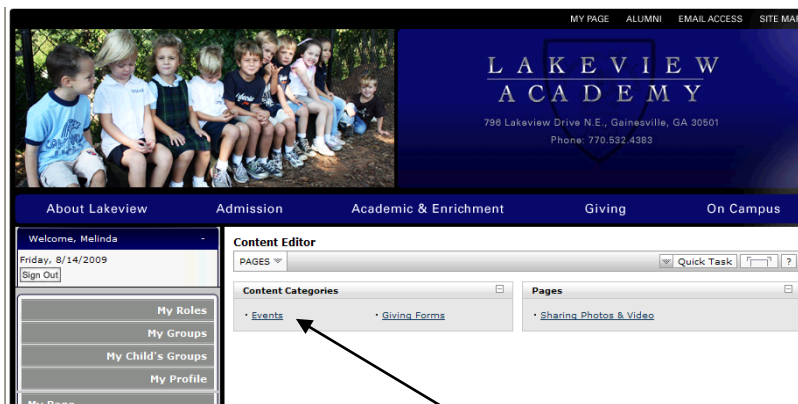 MY PAGE ALUMNI EMAIL ACCESS SITE MAP
LAKEVIEW
ACADEMY
796 Lakeview Drive N.E., Gainesville, GA 30501
Phone: 770.532.4383
About Lakeview Admission Academic & Enrichment Giving On Campus
Welcome, Melinda -
Friday, 8/14/2009
Sign Out
My Roles
My Groups
My Child's Groups
My Profile
My Page
Content Editor
PAGES Quick Task ?
Content Categories Pages
• Events • Giving Forms • Sharing Photos & Video